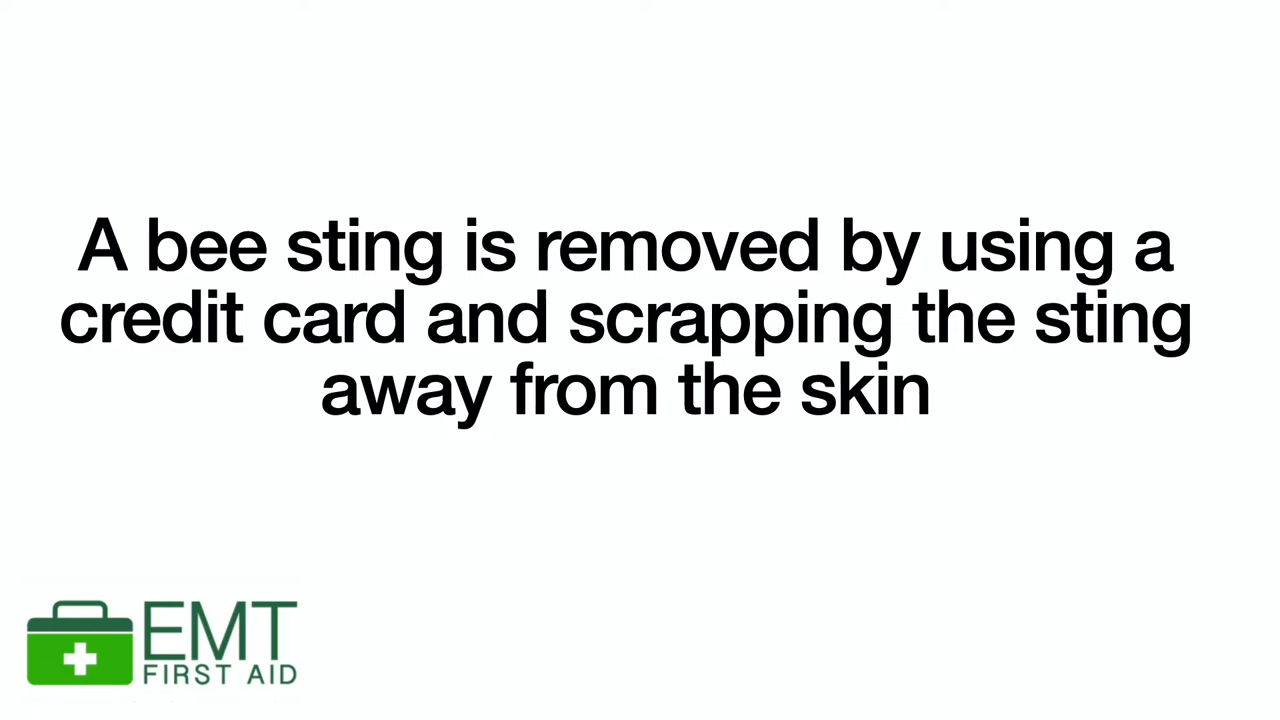 A bee sting is removed by using a
credit card and scrapping the sting
away from the skin
EMT
FIRST AID